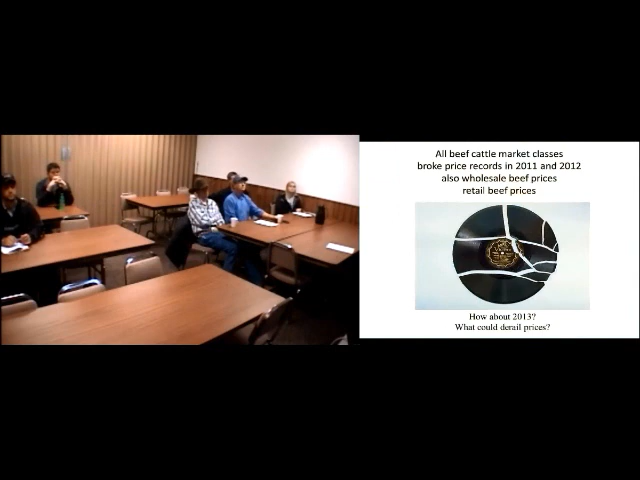 All beef cattle market classes
broke price records in 2011 and 2012
also wholesale beef prices
retail beef prices
How about 2013?
What could derail prices?